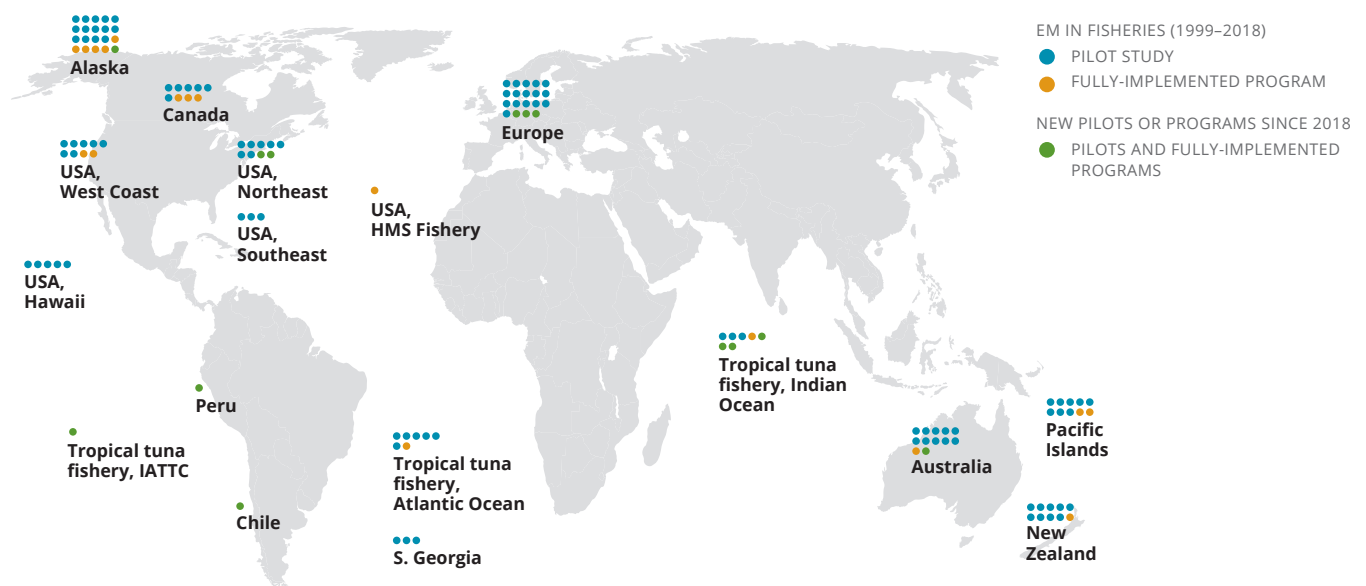 EM IN FISHERIES (1999–2018)
PILOT STUDY
FULLY-IMPLEMENTED PROGRAM
NEW PILOTS OR PROGRAMS SINCE 2018
PILOTS AND FULLY-IMPLEMENTED
PROGRAMS
Alaska
Canada
Europe
USA,
West Coast
USA,
Northeast
USA,
HMS Fishery
USA,
Southeast
USA,
Hawaii
Tropical tuna
fishery, Indian
Ocean
Peru
Pacific
Islands
Tropical tuna
fishery, IATTC
Tropical tuna
fishery,
Atlantic Ocean
Australia
Chile
New
Zealand
S. Georgia